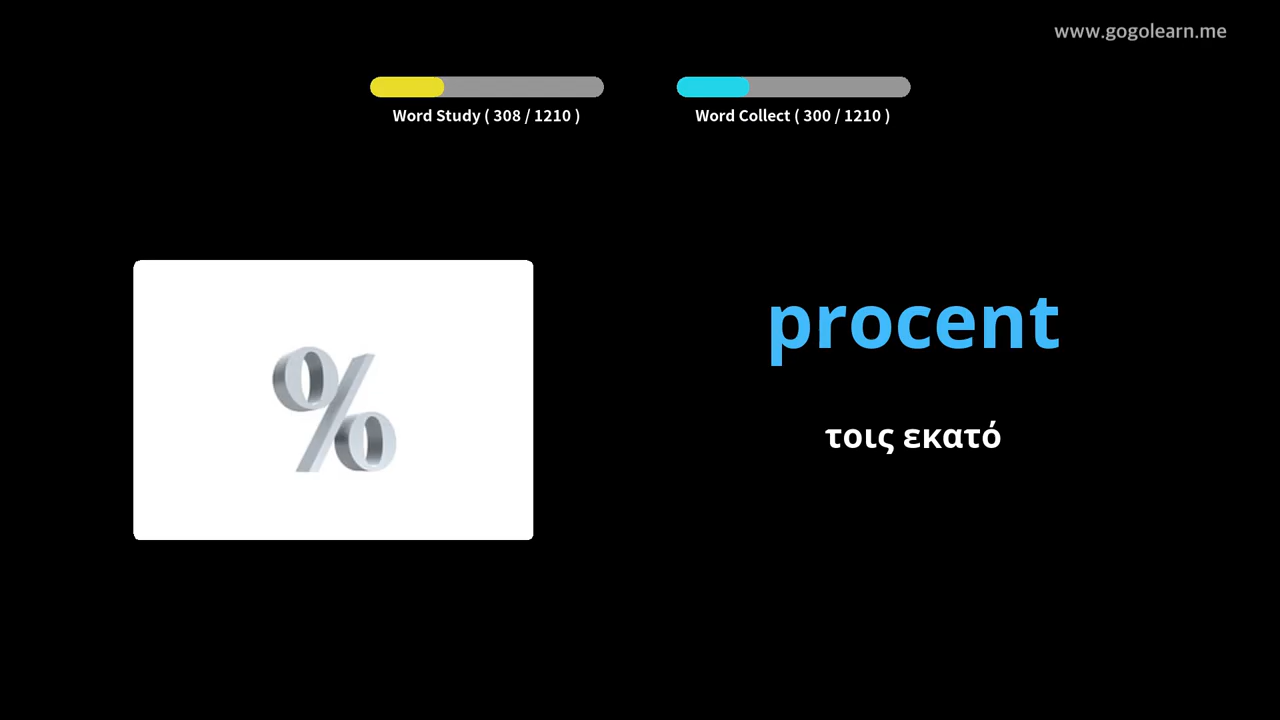 www.gogolearn.me
Word Study ( 308 / 1210 )
Word Collect ( 300 / 1210 )
%
procent
τοις εκατό